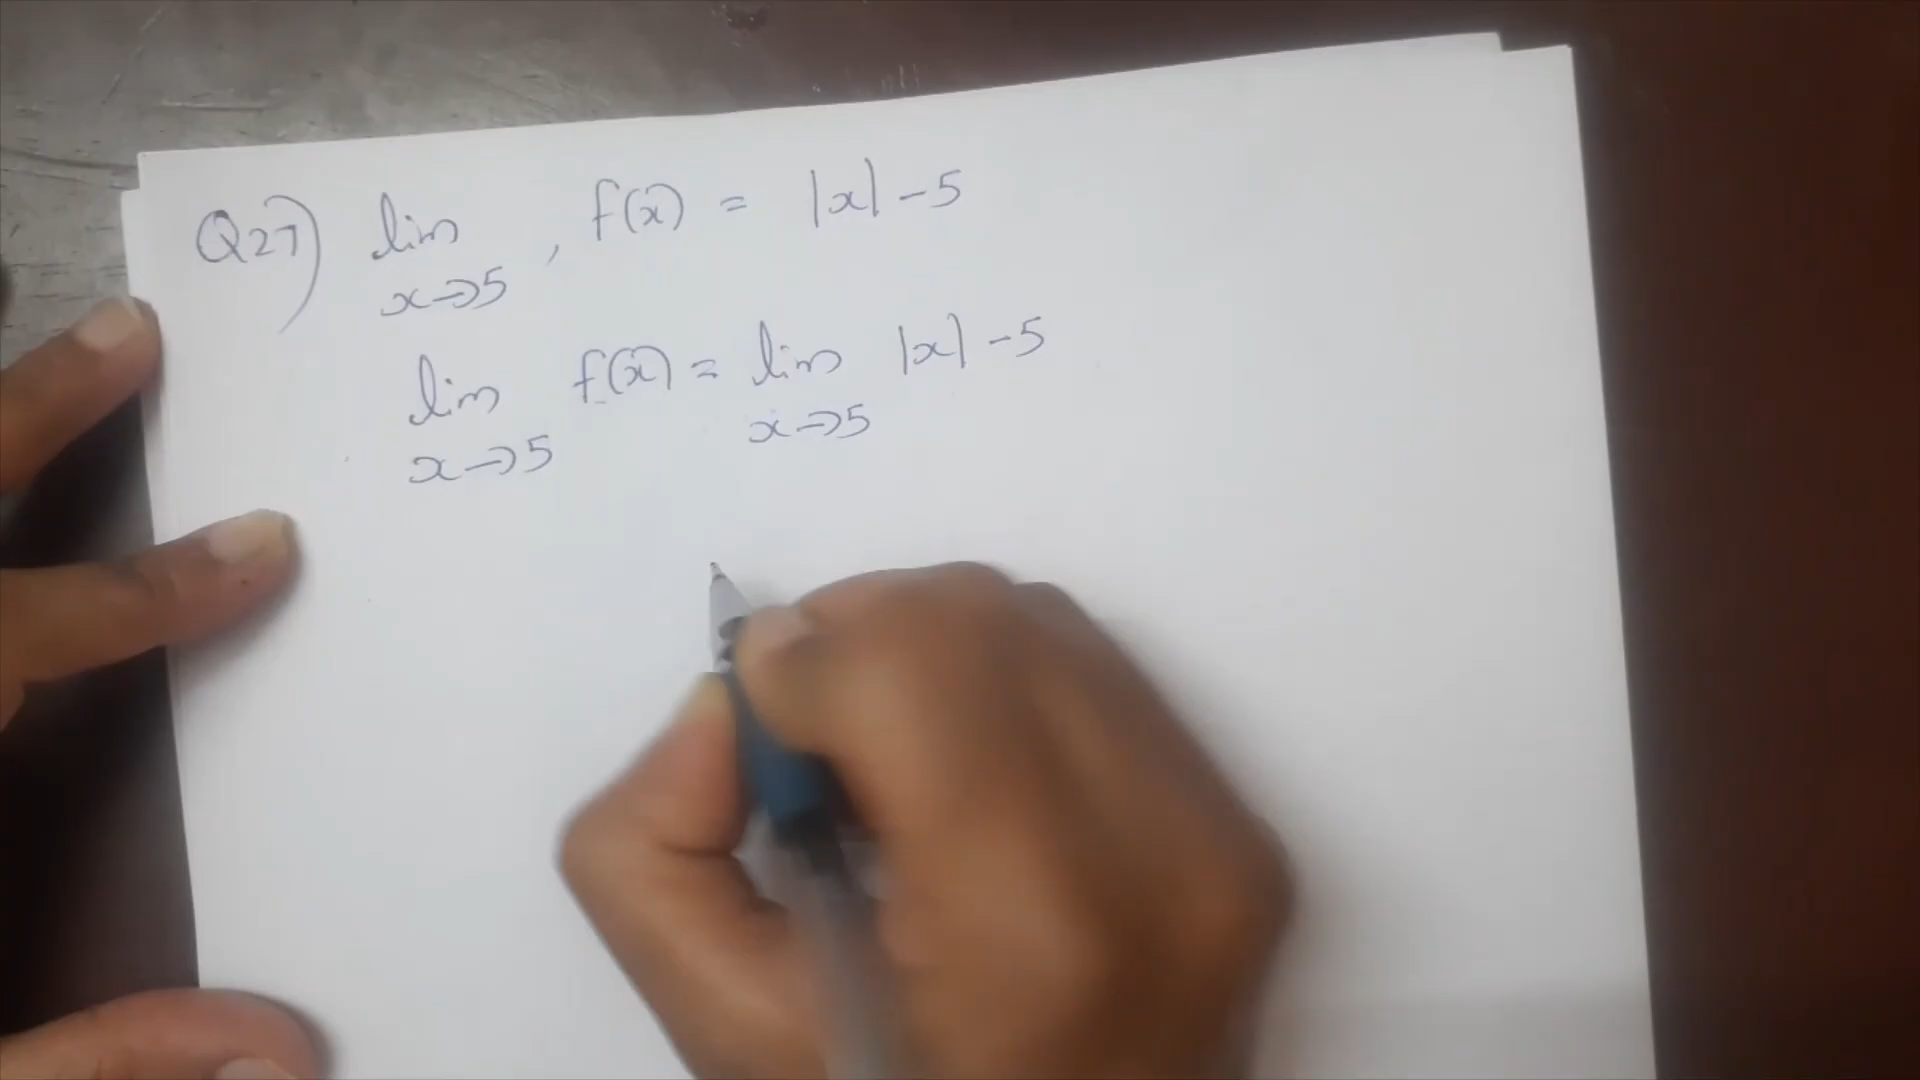 Q27) lim x→5 , f(x) = |x| -5
lim x→5 f(x) = lim x→5 |x| -5